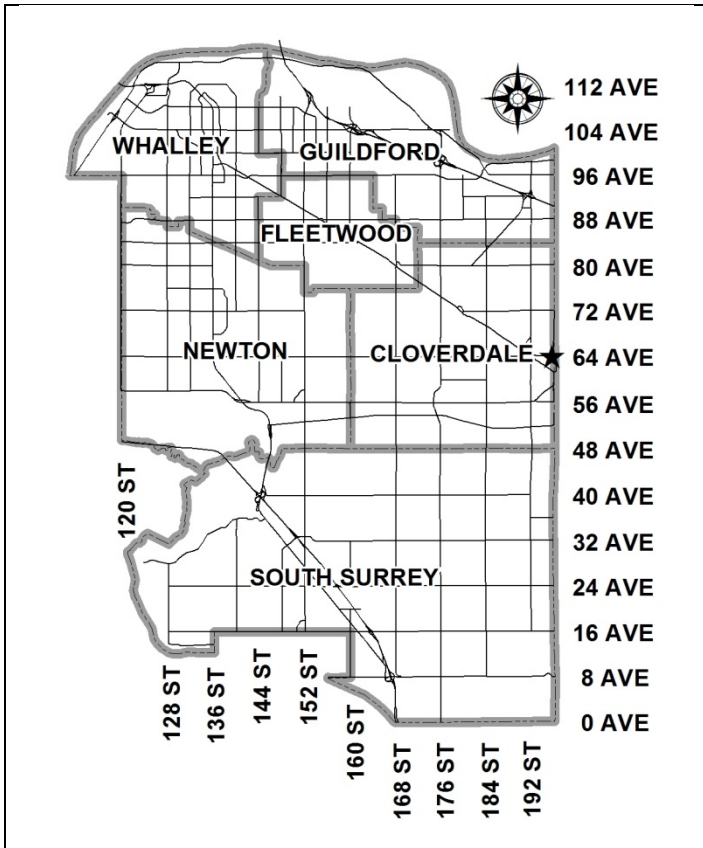 112 AVE
104 AVE
WHALLEY
GUILDFORD
96 AVE
88 AVE
FLEETWOOD
80 AVE
72 AVE
NEWTON
CLOVERDALE
64 AVE
56 AVE
48 AVE
120 ST
40 AVE
32 AVE
SOUTH SURREY
24 AVE
16 AVE
128 ST
136 ST
144 ST
152 ST
160 ST
8 AVE
0 AVE
168 ST
176 ST
184 ST
192 ST